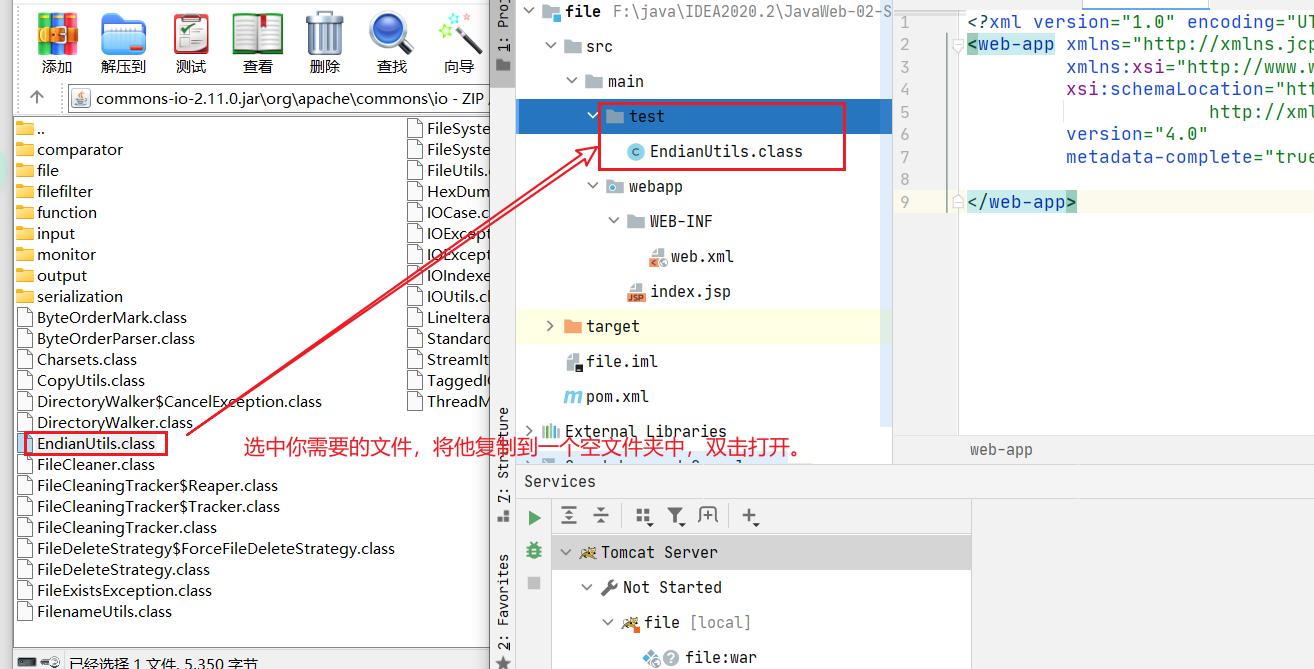 添加
解压到
测试
查看
删除
查找
向导
commons-io-2.11.0.jar\org\apache\commons\io - ZIP
..
comparator
file
filefilter
function
input
monitor
output
serialization
ByteOrderMark.class
ByteOrderParser.class
Charsets.class
CopyUtils.class
DirectoryWalker$CancelException.class
DirectoryWalker.class
EndianUtils.class
FileCleaner.class
FileCleaningTracker$Reaper.class
FileCleaningTracker$Tracker.class
FileCleaningTracker.class
FileDeleteStrategy$ForceFileDeleteStrategy.class
FileDeleteStrategy.class
FileExistsException.class
FilenameUtils.class
FileSyste
FileSyste
FileUtils.
HexDum
IOCase.c
IOExcept
IOExcept
IOIndexe
IOUtils.cl
LineItera
Standard
StreamIt
TaggedIO
ThreadM
已经选择 1 文件, 5,350 字节
选中你需要的文件，将他复制到一个空文件夹中，双击打开。
1: Proj
Z: Structure
2: Favorites
file F:\java\IDEA2020.2\JavaWeb-02-S
src
main
test
EndianUtils.class
webapp
WEB-INF
web.xml
index.jsp
target
file.iml
pom.xml
External Libraries
1
2
3
4
5
6
7
8
9
<?xml version="1.0" encoding="UT
<web-app xmlns="http://xmlns.jcp
xmlns:xsi="http://www.w
xsi:schemaLocation="htt
http://xml
version="4.0"
metadata-complete="true
</web-app>
web-app
Services
Tomcat Server
Not Started
file [local]
file:war